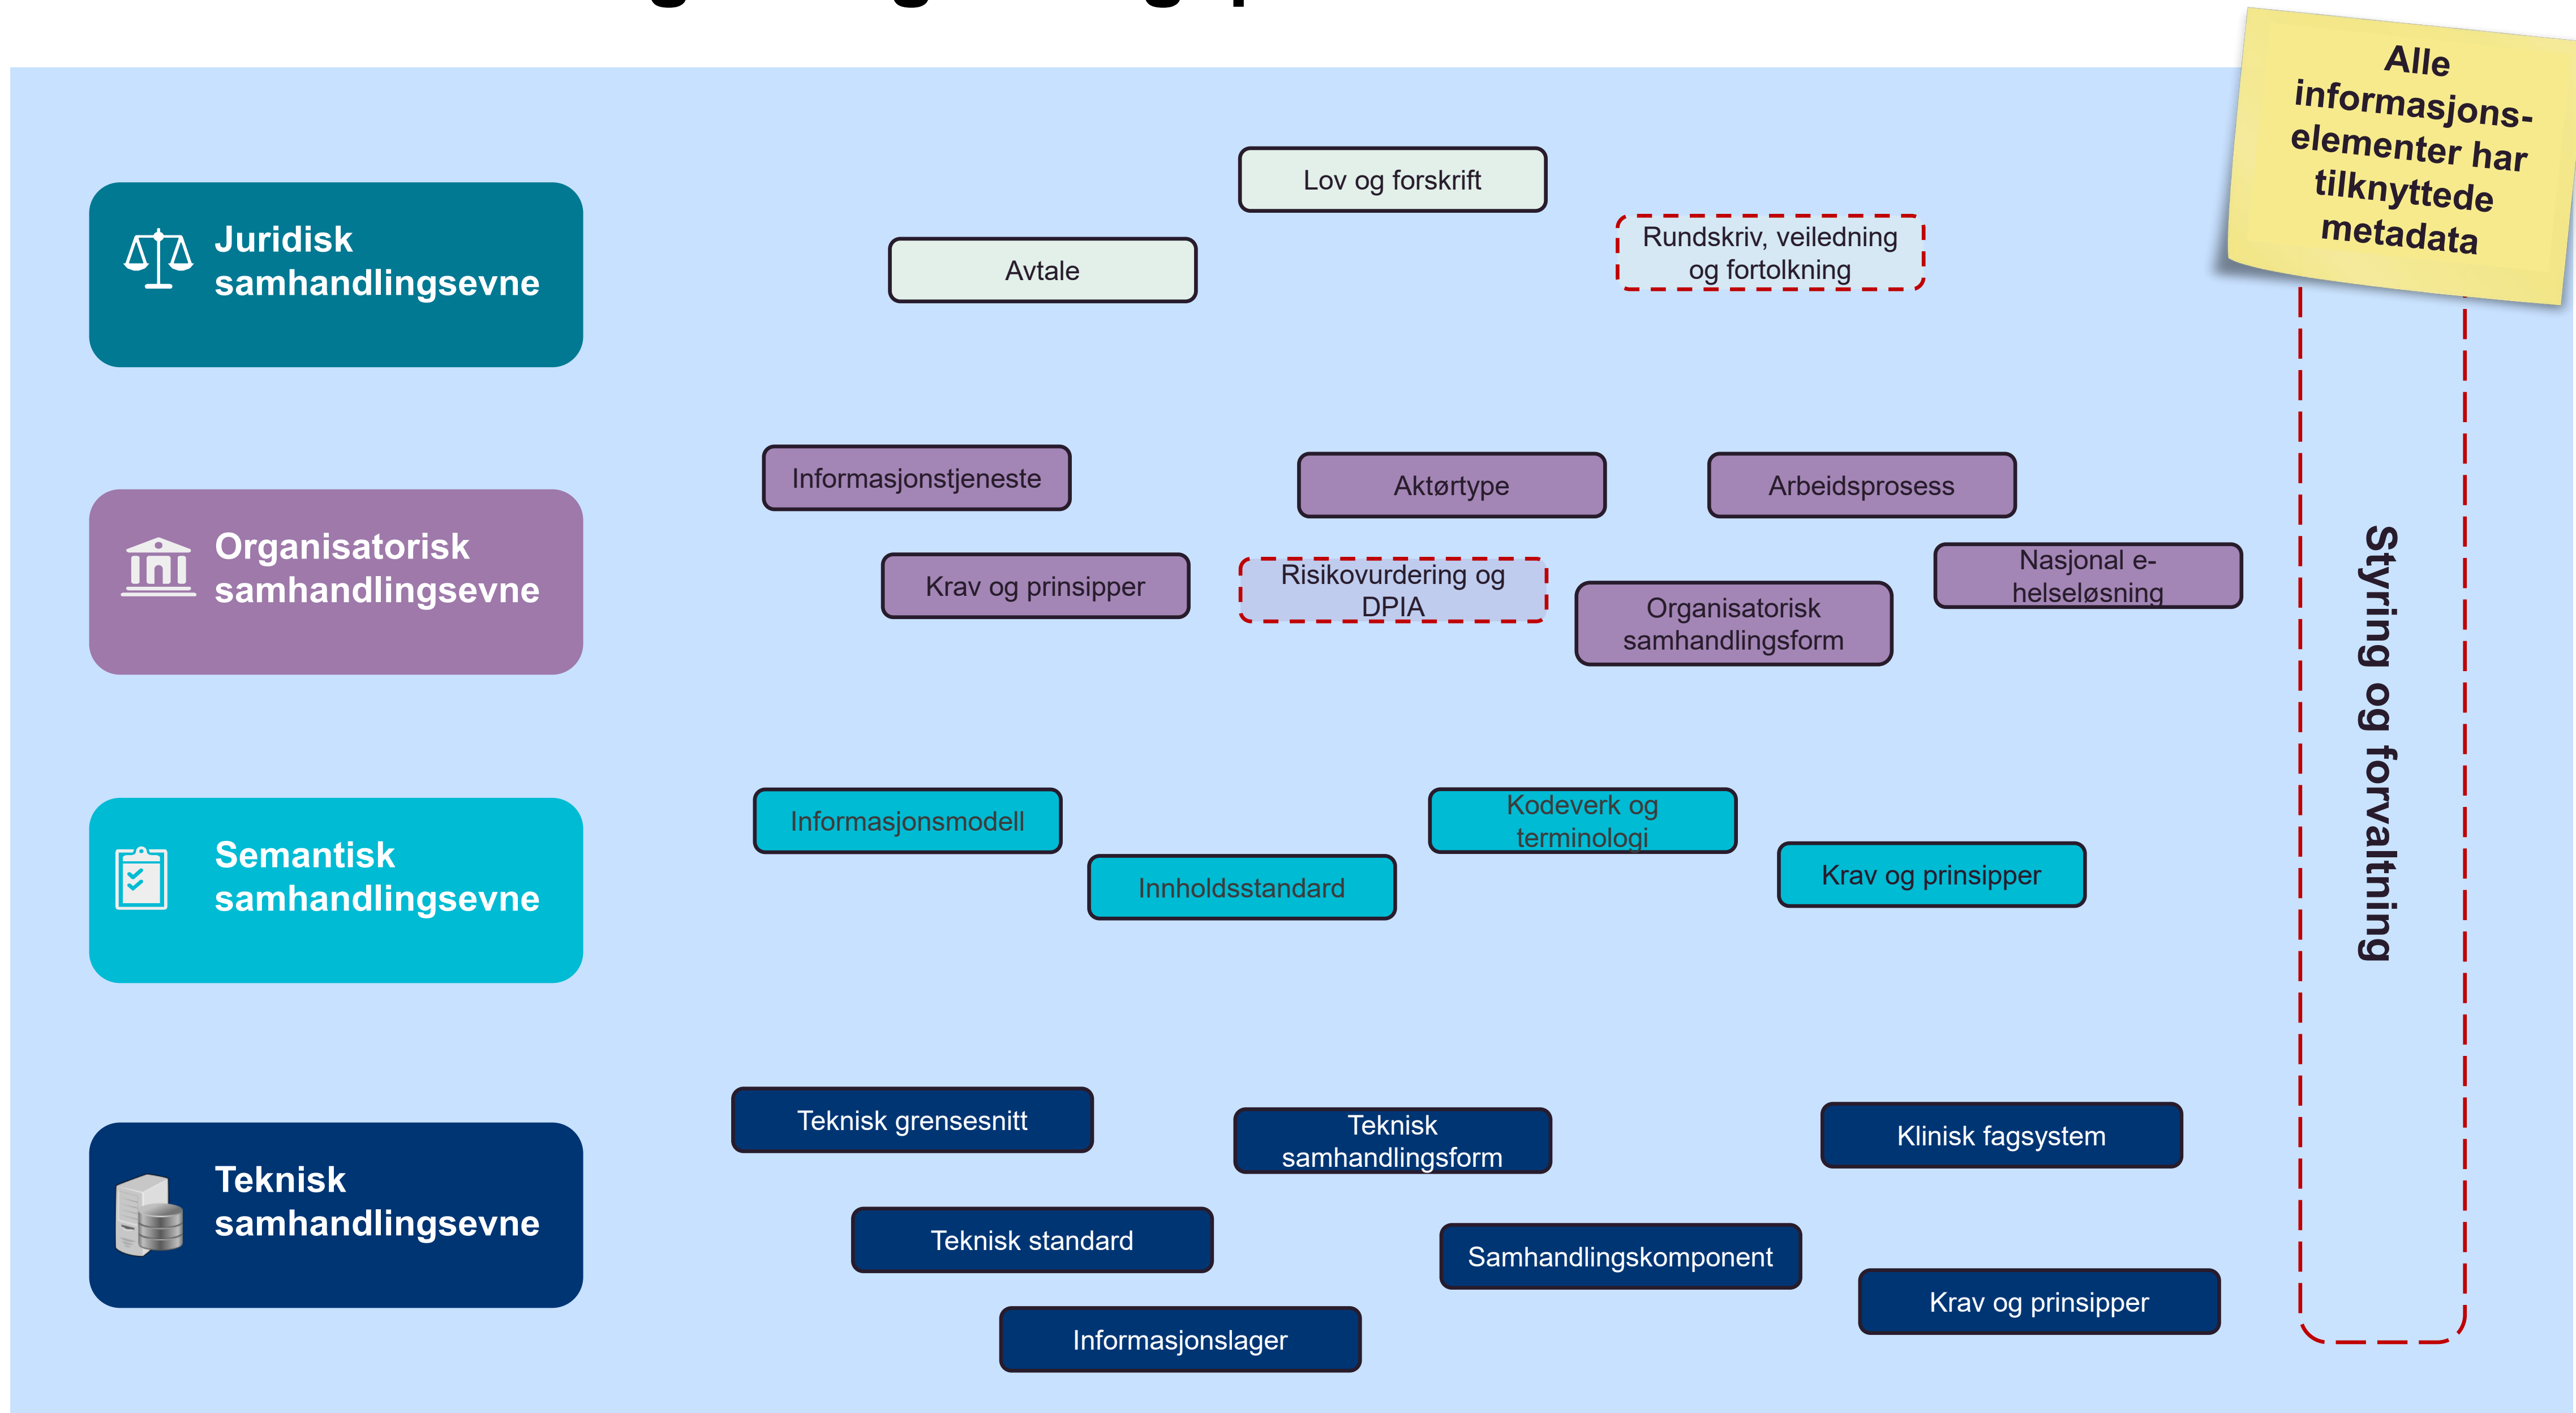 Alle
informasjons-
elementer har
tilknyttede
metadata
Juridisk
samhandlingsevne
Lov og forskrift
Avtale
Rundskriv, veiledning
og fortolkning
Organisatorisk
samhandlingsevne
Informasjonstjeneste
Aktørtype
Arbeidsprosess
Krav og prinsipper
Risikovurdering og
DPIA
Organisatorisk
samhandlingsform
Nasjonal e-
helseløsning
Styring og forvaltning
Semantisk
samhandlingsevne
Informasjonsmodell
Innholdsstandard
Kodeverk og
terminologi
Krav og prinsipper
Teknisk
samhandlingsevne
Teknisk grensesnitt
Teknisk
samhandlingsform
Klinisk fagsystem
Teknisk standard
Samhandlingskomponent
Krav og prinsipper
Informasjonslager